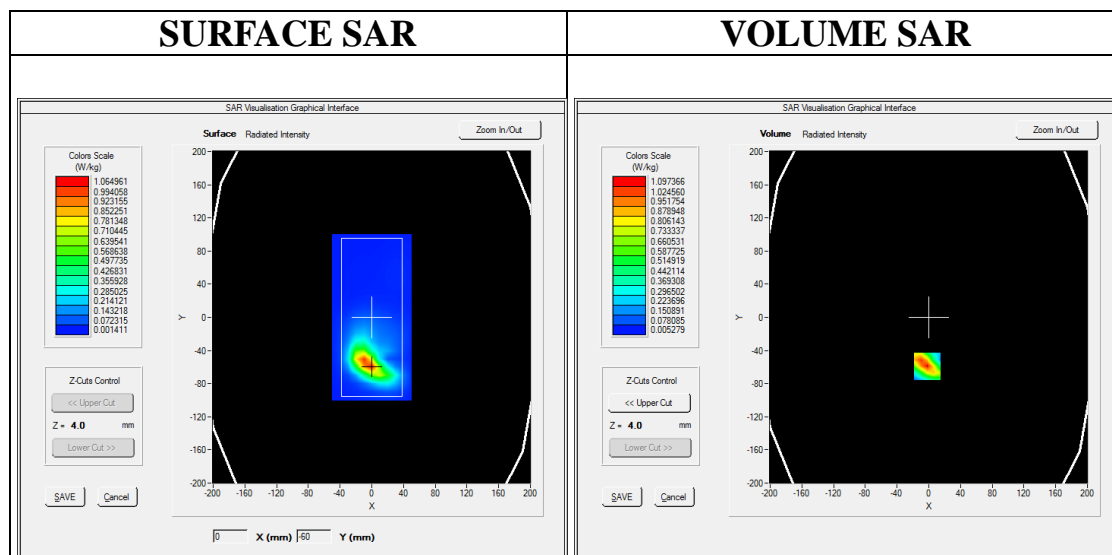 SURFACE SAR
VOLUME SAR
SAR Visualisation Graphical Interface
Surface Radiated Intensity
Zoom In/Out
Colors Scale
(W/kg)
1.064961
0.994058
0.923155
0.852251
0.781348
0.710445
0.639541
0.568638
0.497735
0.426831
0.355928
0.285025
0.214121
0.143218
0.072315
0.001411
Z-Cuts Control
<< Upper Cut
Z = 4.0 mm
Lower Cut >>
SAVE Cancel
200
160
120
80
40
0
-40
-80
-120
-160
-200
Y
-200 -160 -120 -80 -40 0 40 80 120 160 200
X
0 X (mm) -60 Y (mm)
SAR Visualisation Graphical Interface
Volume Radiated Intensity
Zoom In/Out
Colors Scale
(W/kg)
1.097366
1.024560
0.951754
0.878948
0.806143
0.733337
0.660531
0.587725
0.514919
0.442114
0.369308
0.296502
0.223696
0.150891
0.078085
0.005279
Z-Cuts Control
<< Upper Cut
Z = 4.0 mm
Lower Cut >>
SAVE Cancel
200
160
120
80
40
0
-40
-80
-120
-160
-200
Y
-200 -160 -120 -80 -40 0 40 80 120 160 200
X